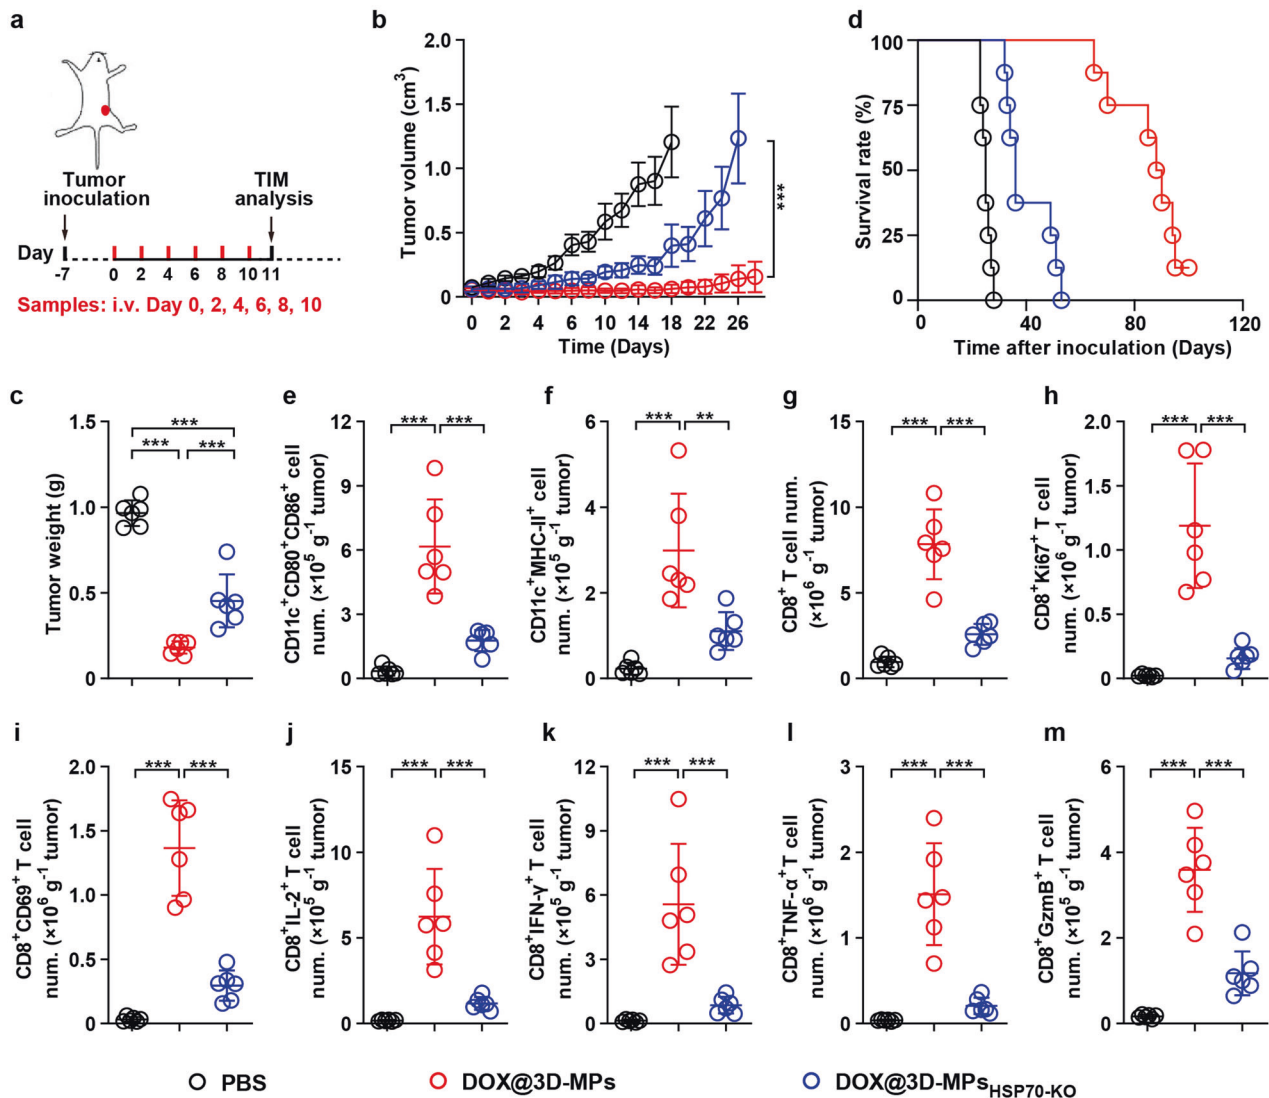 a
Tumor
inoculation
TIM
analysis
Day
-7 0 2 4 6 8 10 11
Samples: i.v. Day 0, 2, 4, 6, 8, 10
b
Tumor volume (cm³)
2.0
1.5
1.0
0.5
0
0 2 4 6 10 14 18 22 26
Time (Days)
***
d
Survival rate (%)
100
75
50
25
0
0 40 80 120
Time after inoculation (Days)
c
Tumor weight (g)
1.5
1.0
0.5
0
***
*** ***
e
CD11c⁺CD80⁺CD86⁺ cell
num. (×10⁵ g⁻¹ tumor)
12
9
6
3
0
*** ***
f
CD11c⁺MHC-II⁺ cell
num. (×10⁵ g⁻¹ tumor)
6
4
2
0
*** **
g
CD8⁺ T cell num.
(×10⁶ g⁻¹ tumor)
15
10
5
0
*** ***
h
CD8⁺Ki67⁺T cell
num. (×10⁶ g⁻¹ tumor)
2.0
1.5
1.0
0.5
0
*** ***
i
CD8⁺CD69⁺ T cell
num. (×10⁶ g⁻¹ tumor)
2.0
1.5
1.0
0.5
0
*** ***
j
CD8⁺IL-2⁺ T cell
num. (×10⁵ g⁻¹ tumor)
15
10
5
0
*** ***
k
CD8⁺IFN-γ⁺ T cell
num. (×10⁵ g⁻¹ tumor)
12
9
6
3
0
*** ***
l
CD8⁺TNF-α⁺T cell
num. (×10⁶ g⁻¹ tumor)
3
2
1
0
*** ***
m
CD8⁺GzmB⁺ T cell
num. (×10⁶ g⁻¹ tumor)
6
4
2
0
*** ***
PBS
DOX@3D-MPs
DOX@3D-MPs HSP70-KO